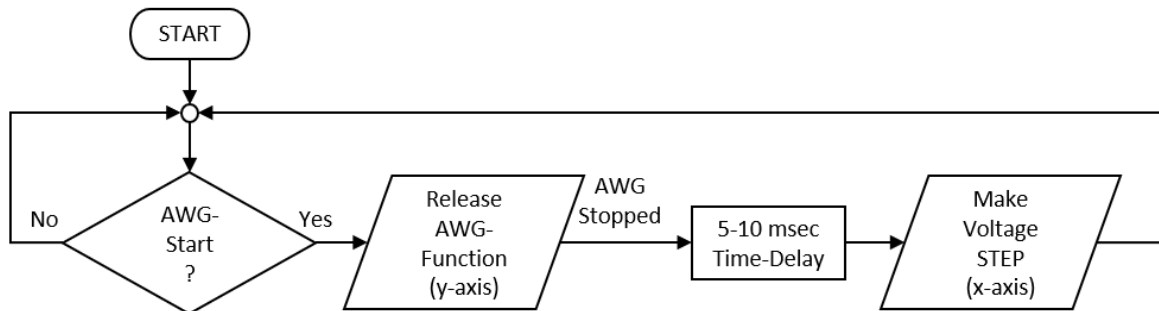 START
No
AWG-
Start
?
Yes
Release
AWG-
Function
(y-axis)
AWG
Stopped
5-10 msec
Time-Delay
Make
Voltage
STEP
(x-axis)